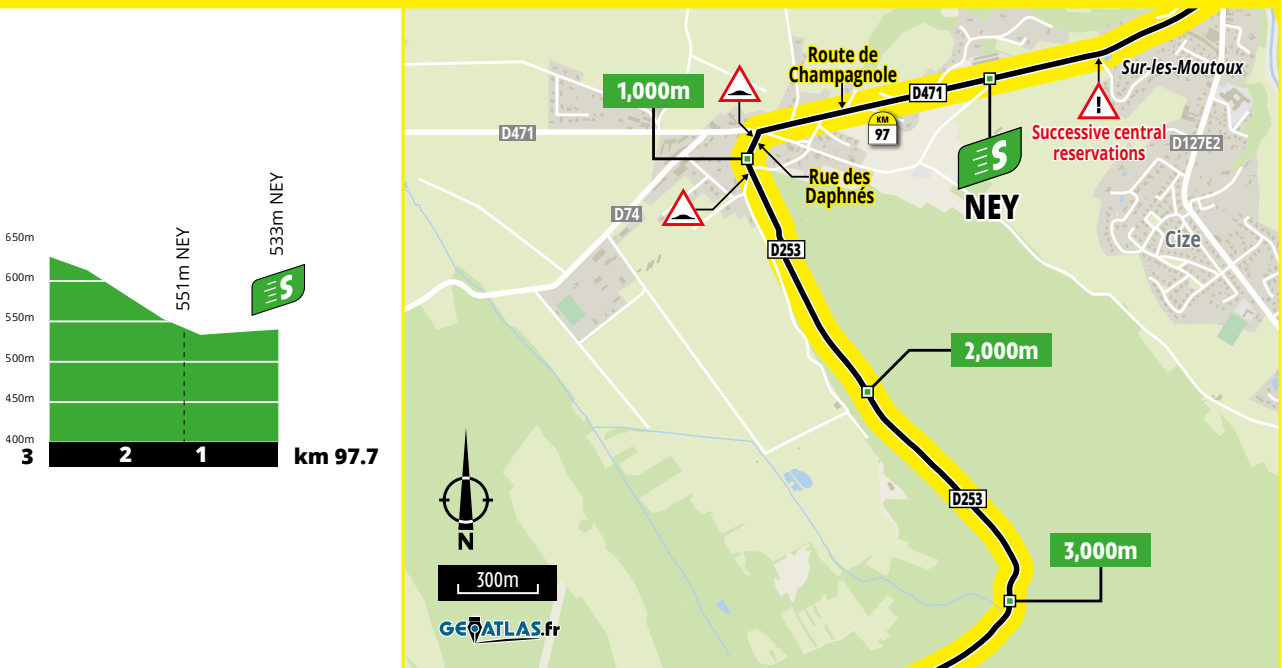 650m
600m
550m
500m
450m
400m
551m NEY
533m NEY
S
3
2
1
km 97.7
1,000m
Route de
Champagnole
D471
D471
KM
97
Sur-les-Moutoux
!
Successive central
reservations
D127E2
S
NEY
Rue des
Daphnés
D74
D253
Cize
2,000m
D253
3,000m
N
300m
GEOATLAS.fr